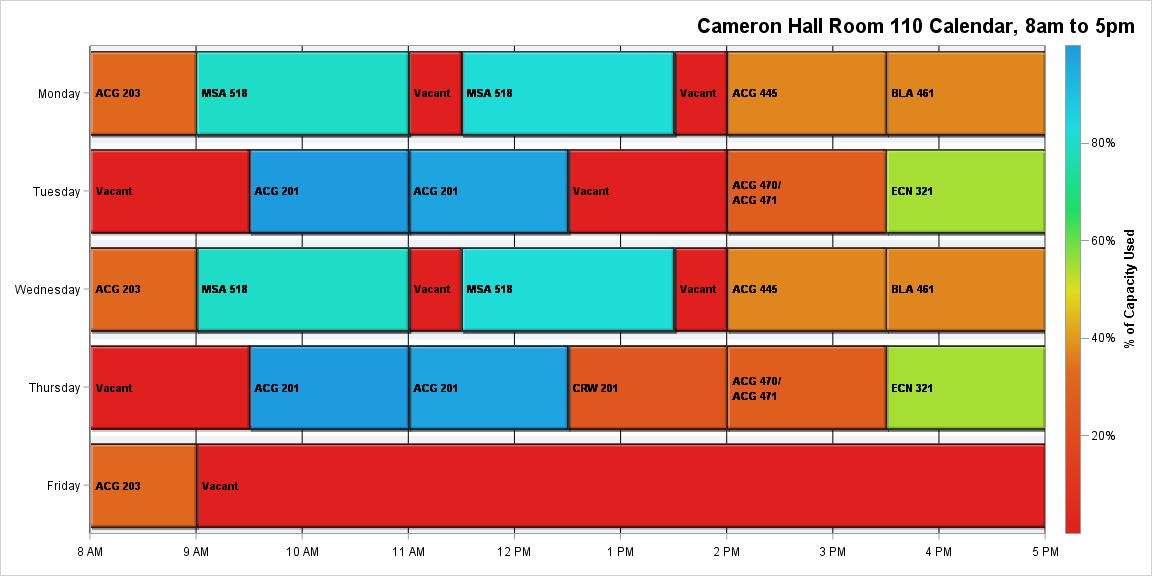 Cameron Hall Room 110 Calendar, 8am to 5pm
Monday
ACG 203
MSA 518
Vacant
MSA 518
Vacant
ACG 445
BLA 461
Tuesday
Vacant
ACG 201
ACG 201
Vacant
ACG 470/
ACG 471
ECN 321
Wednesday
ACG 203
MSA 518
Vacant
MSA 518
Vacant
ACG 445
BLA 461
Thursday
Vacant
ACG 201
ACG 201
CRW 201
ACG 470/
ACG 471
ECN 321
Friday
ACG 203
Vacant
8 AM
9 AM
10 AM
11 AM
12 PM
1 PM
2 PM
3 PM
4 PM
5 PM
80%
60%
40%
20%
% of Capacity Used